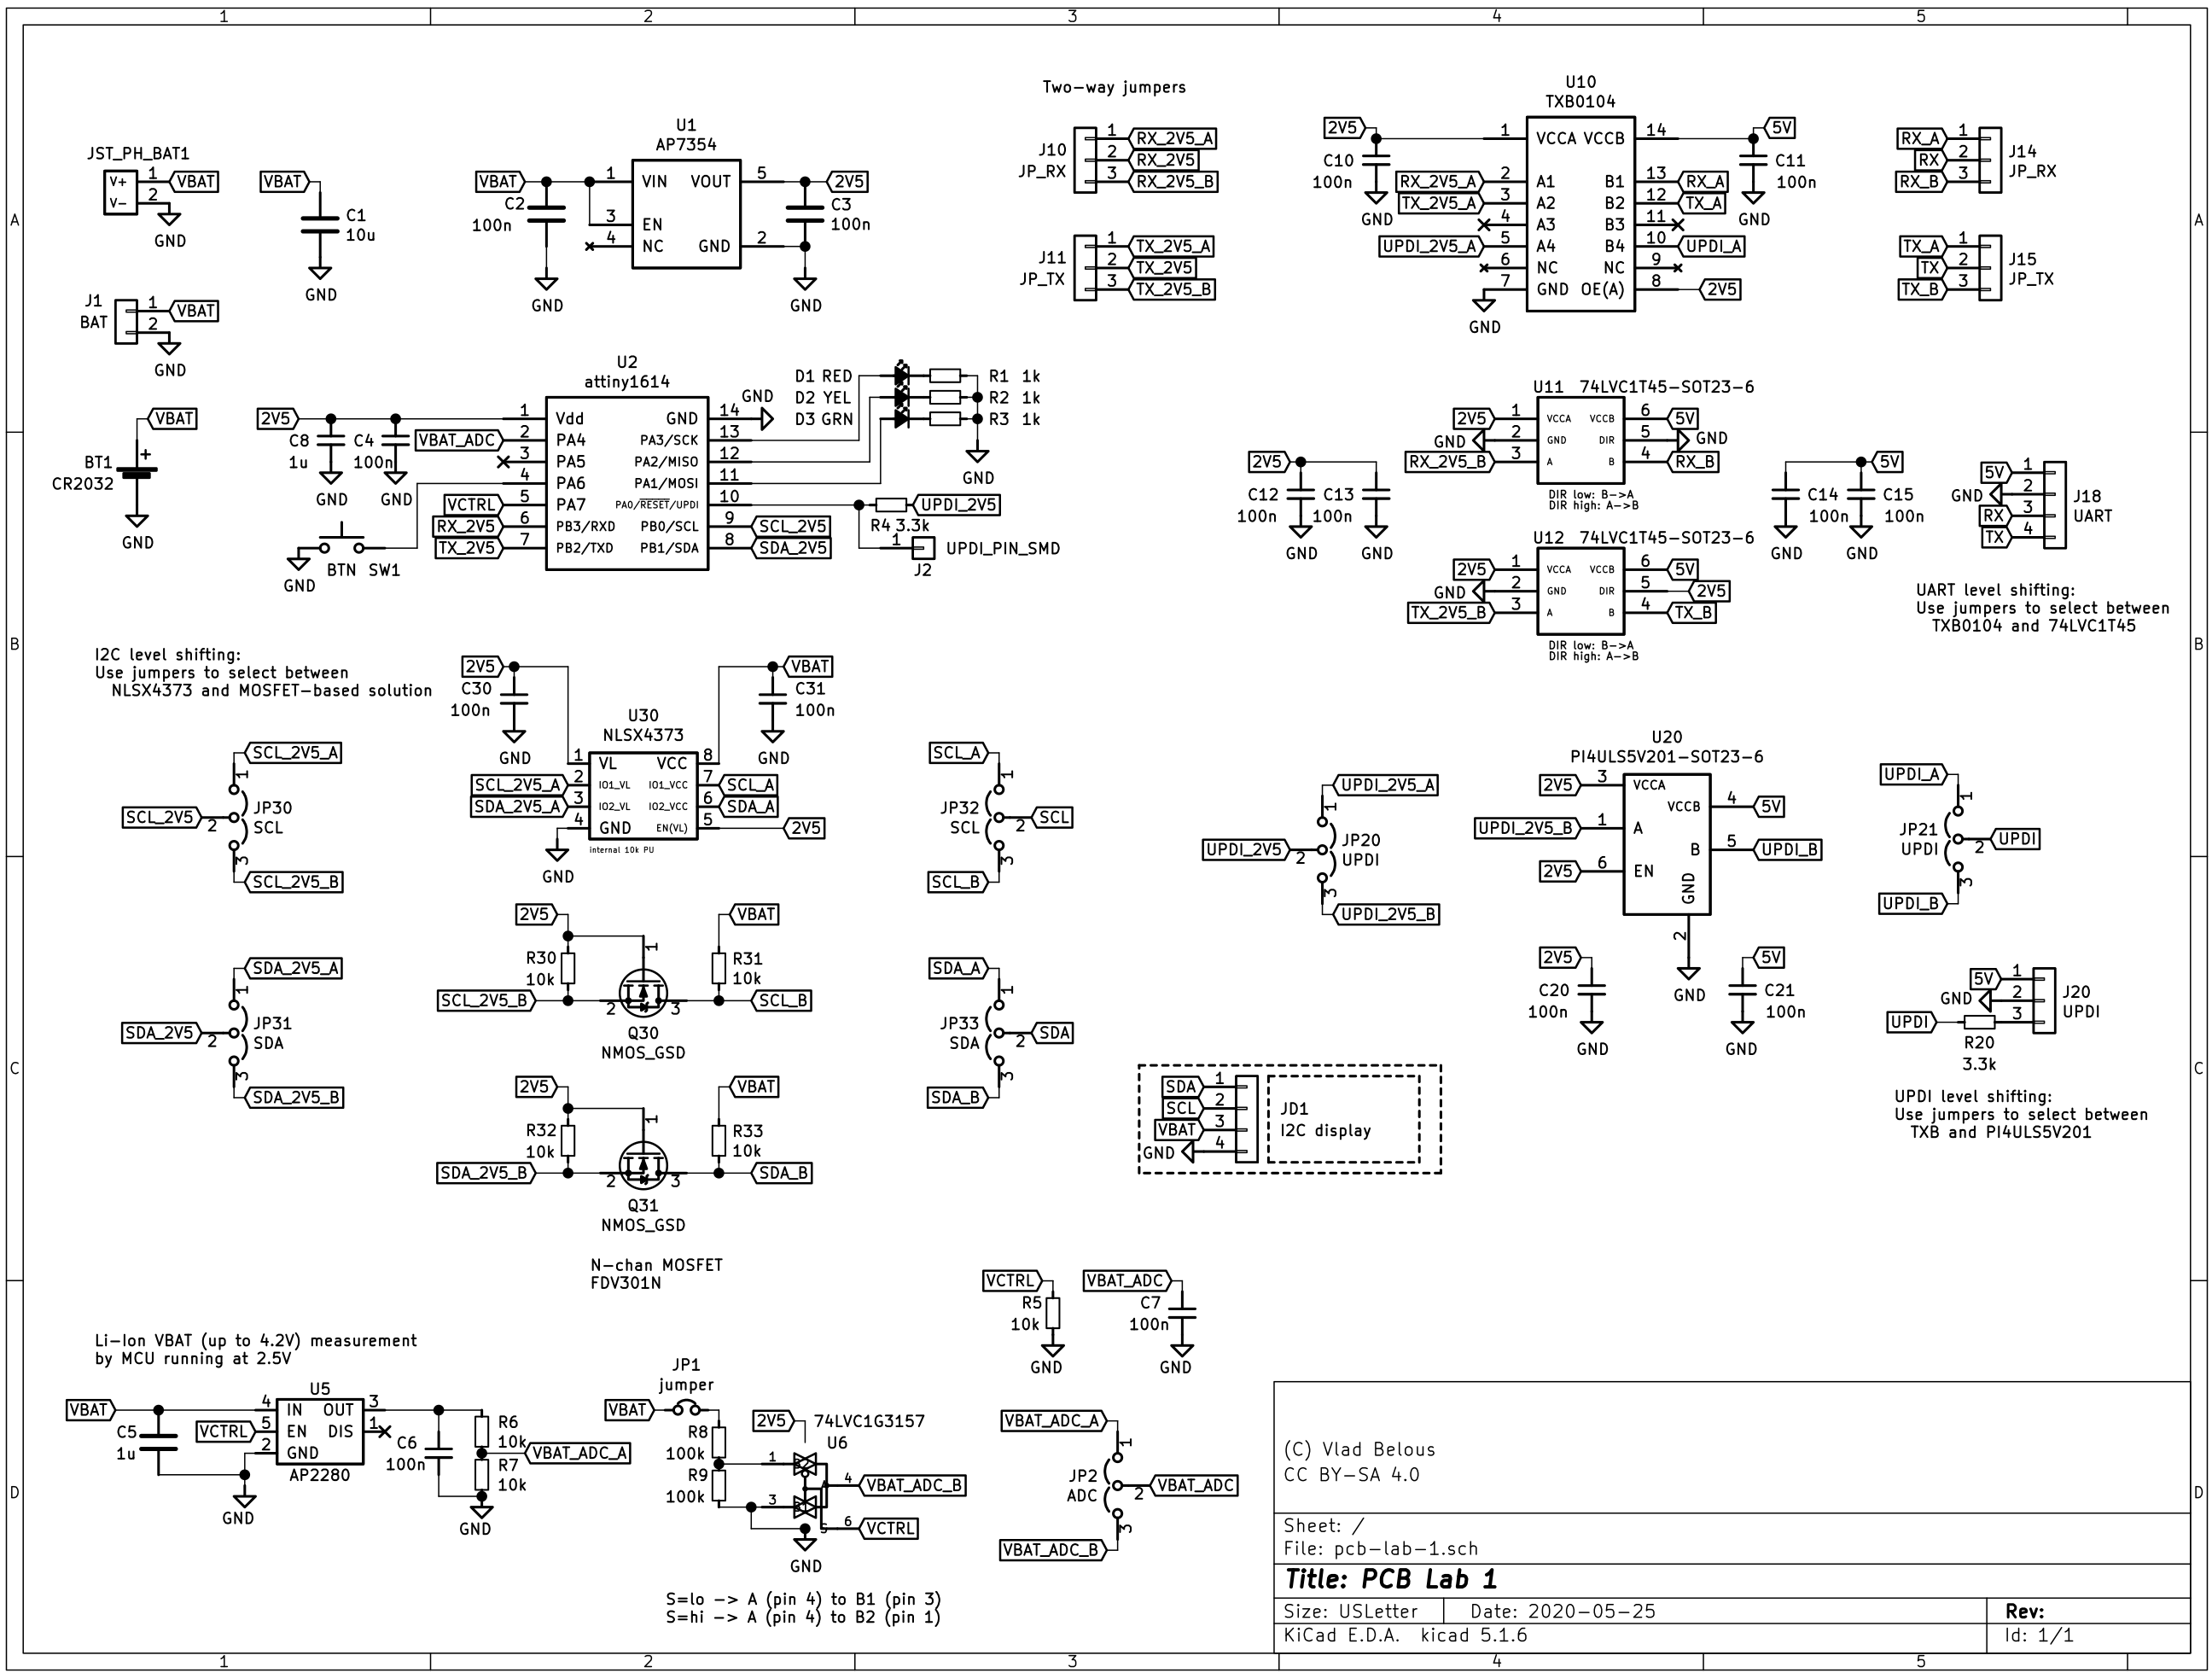 1 2 3 4 5
A
B
C
D
A
B
C
D
JST_PH_BAT1
V+ 1 VBAT
V- 2
GND
VBAT
C1
10u
GND
J1
BAT
1 VBAT
2
GND
VBAT
BT1
CR2032
+
GND
U1
AP7354
VBAT
C2
100n
GND
1 VIN VOUT 5
3 EN
4 NC GND 2
2V5
C3
100n
GND
U2
attiny1614
2V5
C8
1u
GND
C4
100n
GND
1 Vdd GND 14 GND
VBAT_ADC 2 PA4 PA3/SCK 13
3 PA5 PA2/MISO 12
4 PA6 PA1/MOSI 11
VCTRL 5 PA7 PA0/RESET/UPDI 10
RX_2V5 6 PB3/RXD PB0/SCL 9 SCL_2V5
TX_2V5 7 PB2/TXD PB1/SDA 8 SDA_2V5
GND
BTN SW1
D1 RED R1 1k
D2 YEL R2 1k
D3 GRN R3 1k
GND
R4 3.3k
UPDI_2V5
1 UPDI_PIN_SMD
J2
Two-way jumpers
J10
JP_RX
1 RX_2V5_A
2 RX_2V5
3 RX_2V5_B
J11
JP_TX
1 TX_2V5_A
2 TX_2V5
3 TX_2V5_B
U10
TXB0104
2V5
C10
100n
GND
5V
C11
100n
GND
1 VCCA VCCB 14
RX_2V5_A 2 A1 B1 13 RX_A
TX_2V5_A 3 A2 B2 12 TX_A
4 A3 B3 11
UPDI_2V5_A 5 A4 B4 10 UPDI_A
6 NC NC 9
7 GND OE(A) 8 2V5
GND
RX_A 1
RX 2
RX_B 3
J14
JP_RX
TX_A 1
TX 2
TX_B 3
J15
JP_TX
U11 74LVC1T45-SOT23-6
2V5 1 VCCA VCCB 6 5V
GND 2 GND DIR 5 GND
RX_2V5_B 3 A B 4 RX_B
DIR low: B->A
DIR high: A->B
2V5
C12
100n
GND
C13
100n
GND
5V
C14
100n
GND
C15
100n
GND
U12 74LVC1T45-SOT23-6
2V5 1 VCCA VCCB 6 5V
GND 2 GND DIR 5 2V5
TX_2V5_B 3 A B 4 TX_B
DIR low: B->A
DIR high: A->B
5V 1
GND 2
RX 3
TX 4
J18
UART
UART level shifting:
Use jumpers to select between
TXB0104 and 74LVC1T45
I2C level shifting:
Use jumpers to select between
NLSX4373 and MOSFET-based solution
2V5
C30
100n
GND
VBAT
C31
100n
GND
U30
NLSX4373
1 VL VCC 8
SCL_2V5_A 2 IO1_VL IO1_VCC 7 SCL_A
SDA_2V5_A 3 IO2_VL IO2_VCC 6 SDA_A
4 GND EN(VL) 5 2V5
internal 10k PU
GND
SCL_2V5_A
1
SCL_2V5 2
JP30
SCL
3
SCL_2V5_B
SCL_A
1
JP32
SCL
2 SCL
3
SCL_B
2V5
VBAT
R30
10k
1
R31
10k
SCL_2V5_B 2 3 SCL_B
Q30
NMOS_GSD
SDA_2V5_A
1
SDA_2V5 2
JP31
SDA
3
SDA_2V5_B
SDA_A
1
JP33
SDA
2 SDA
3
SDA_B
2V5
VBAT
R32
10k
1
R33
10k
SDA_2V5_B 2 3 SDA_B
Q31
NMOS_GSD
N-chan MOSFET
FDV301N
UPDI_2V5_A
1
UPDI_2V5 2
JP20
UPDI
3
UPDI_2V5_B
U20
PI4ULS5V201-SOT23-6
2V5 3 VCCA
VCCB 4 5V
UPDI_2V5_B 1 A
B 5 UPDI_B
2V5 6 EN
GND
2
GND
2V5
C20
100n
GND
5V
C21
100n
GND
UPDI_A
1
JP21
UPDI
2 UPDI
3
UPDI_B
5V 1
GND 2
UPDI 3
R20
3.3k
J20
UPDI
UPDI level shifting:
Use jumpers to select between
TXB and PI4ULS5V201
SDA 1
SCL 2
VBAT 3
GND 4
JD1
I2C display
VCTRL
R5
10k
GND
VBAT_ADC
C7
100n
GND
Li-Ion VBAT (up to 4.2V) measurement
by MCU running at 2.5V
U5
VBAT 4 IN OUT 3
VCTRL 5 EN DIS 1
2 GND
AP2280
C5
1u
GND
C6
100n
R6
10k
VBAT_ADC_A
R7
10k
GND
JP1
jumper
VBAT
R8
100k
R9
100k
2V5
74LVC1G3157
U6
1
3
4 VBAT_ADC_B
5
6 VCTRL
GND
S=lo -> A (pin 4) to B1 (pin 3)
S=hi -> A (pin 4) to B2 (pin 1)
VBAT_ADC_A
1
JP2
ADC
2 VBAT_ADC
3
VBAT_ADC_B
(C) Vlad Belous
CC BY-SA 4.0
Sheet: /
File: pcb-lab-1.sch
Title: PCB Lab 1
Size: USLetter Date: 2020-05-25 Rev:
KiCad E.D.A. kicad 5.1.6 Id: 1/1
1 2 3 4 5